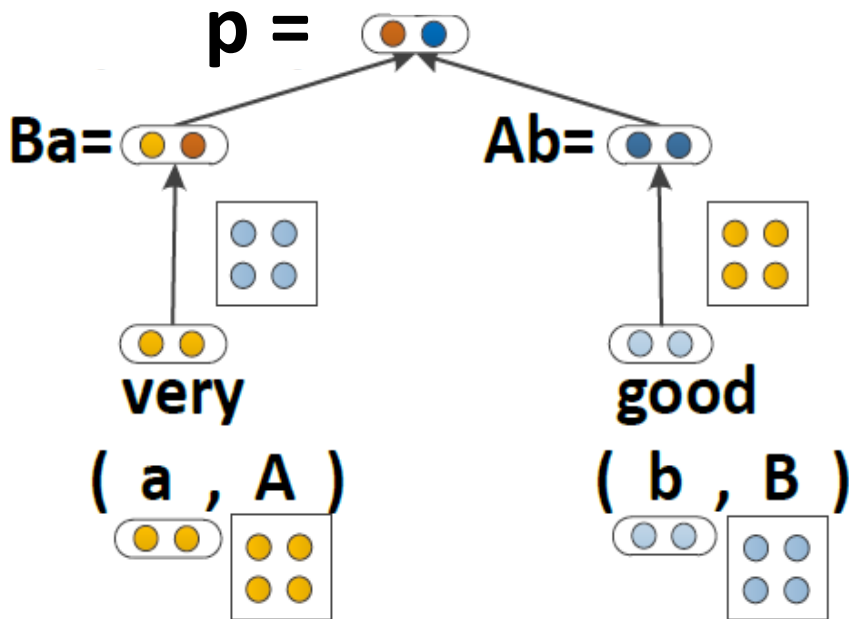 p =
Ba= Ab=
very good
( a , A ) ( b , B )